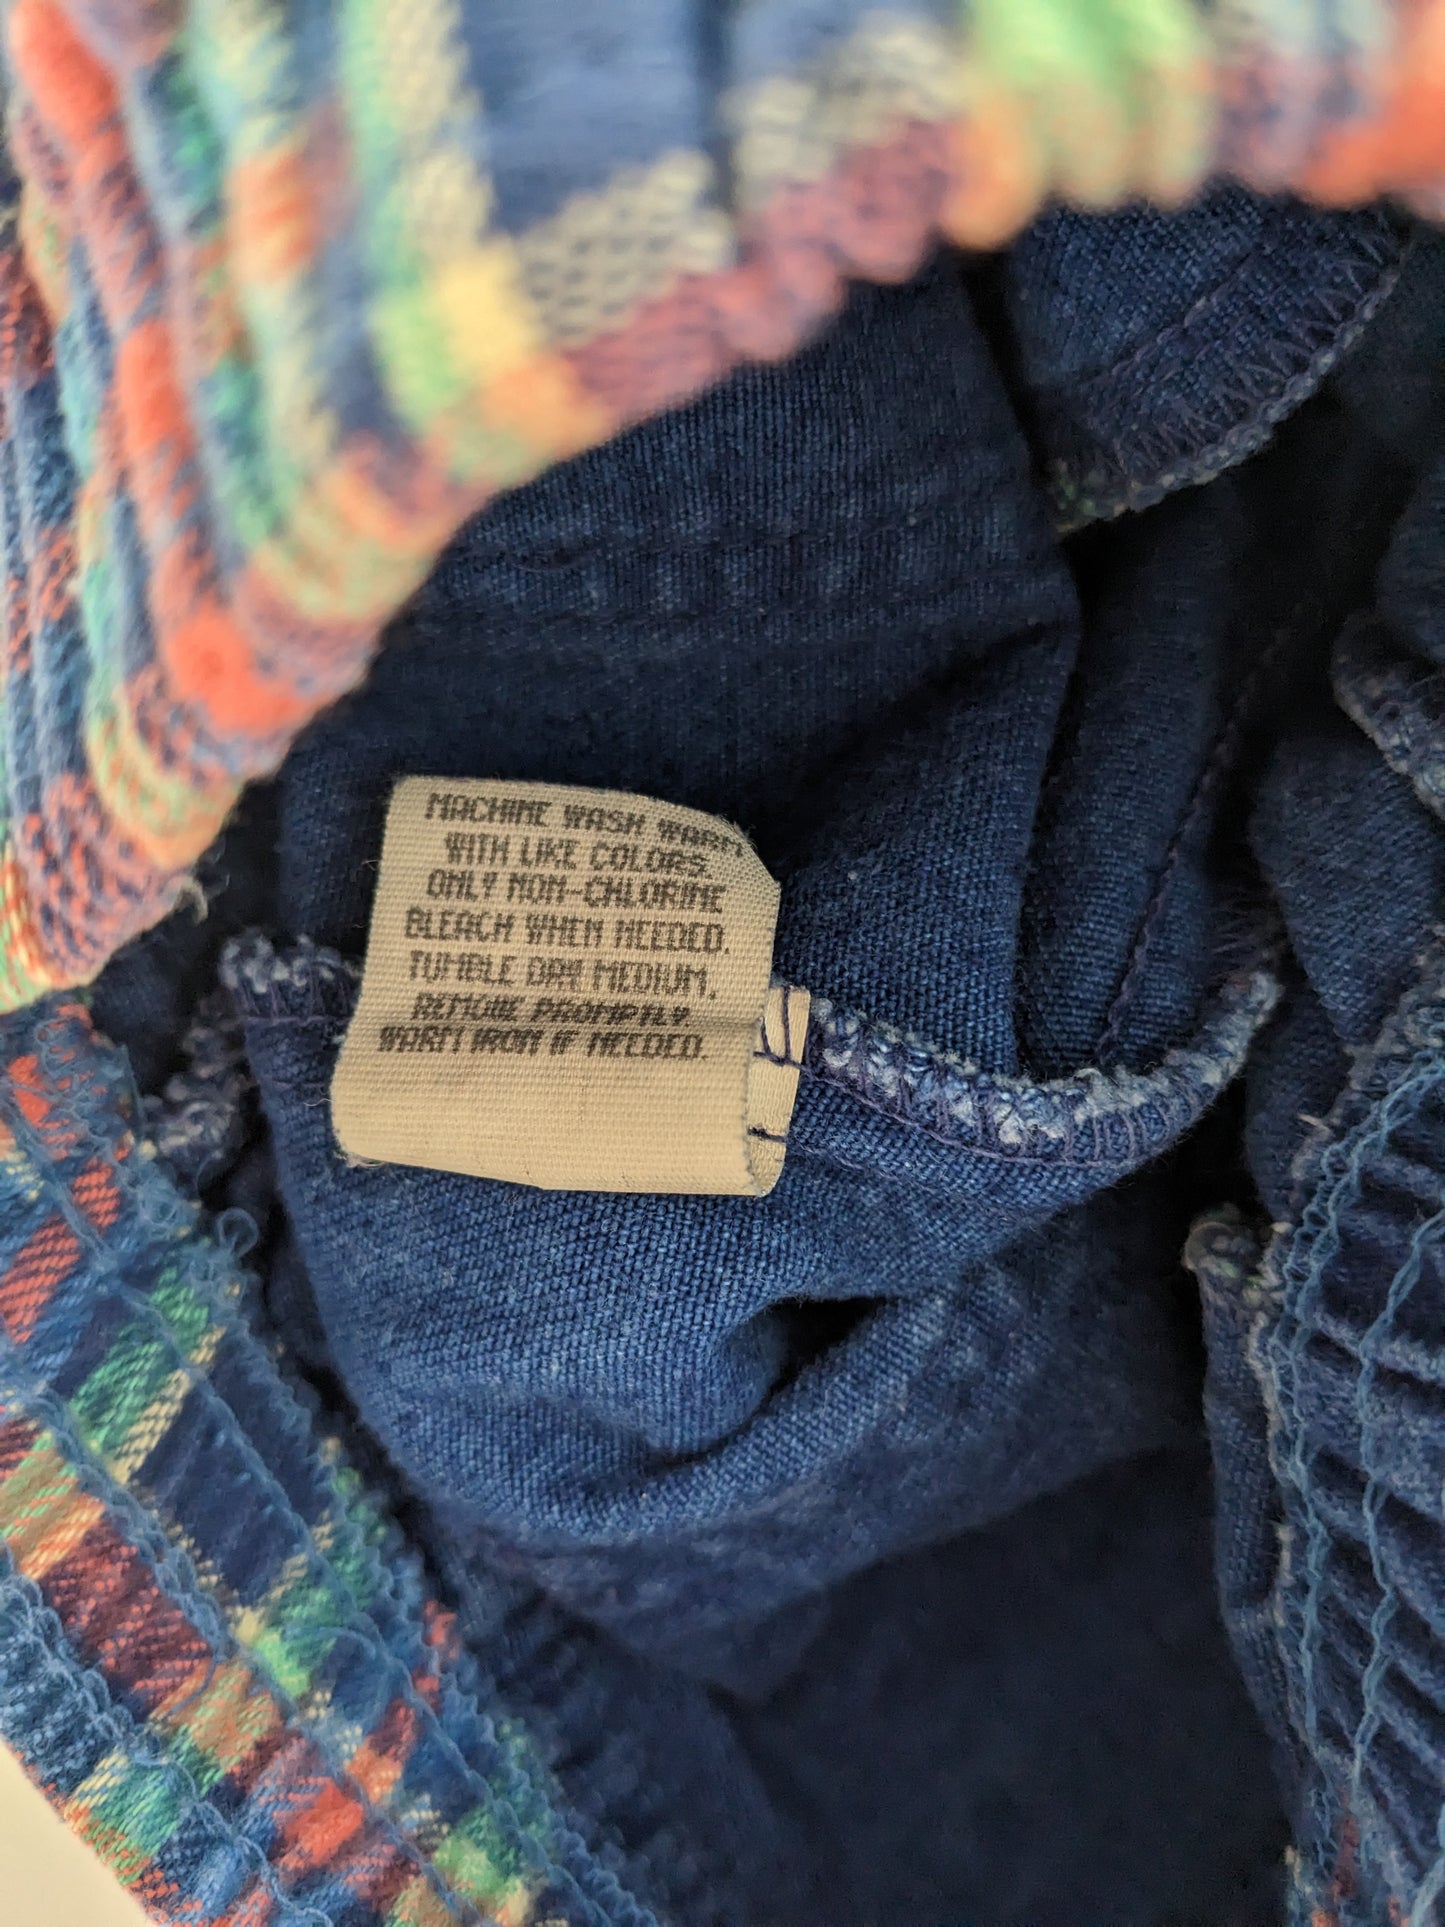 MACHINE WASH WARM
WITH LIKE COLORS.
ONLY NON-CHLORINE
BLEACH WHEN NEEDED.
TUMBLE DRY MEDIUM.
REMOVE PROMPTLY.
WARM IRON IF NEEDED.